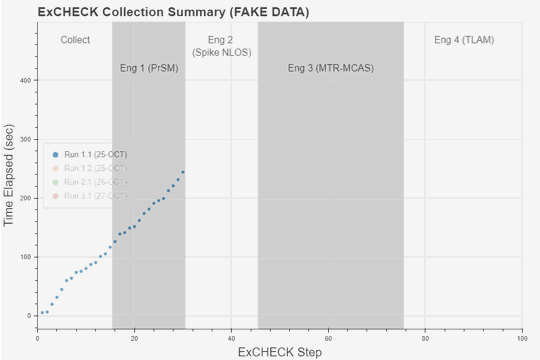 ExCHECK Collection Summary (FAKE DATA)
Collect
Eng 1 (PrSM)
Eng 2
(Spike NLOS)
Eng 3 (MTR-MCAS)
Eng 4 (TLAM)
Time Elapsed (sec)
400
300
200
100
0
Run 1.1 (25-OCT)
Run 1.2 (25-OCT)
Run 2.1 (26-OCT)
Run 3.1 (27-OCT)
0
20
40
60
80
100
ExCHECK Step